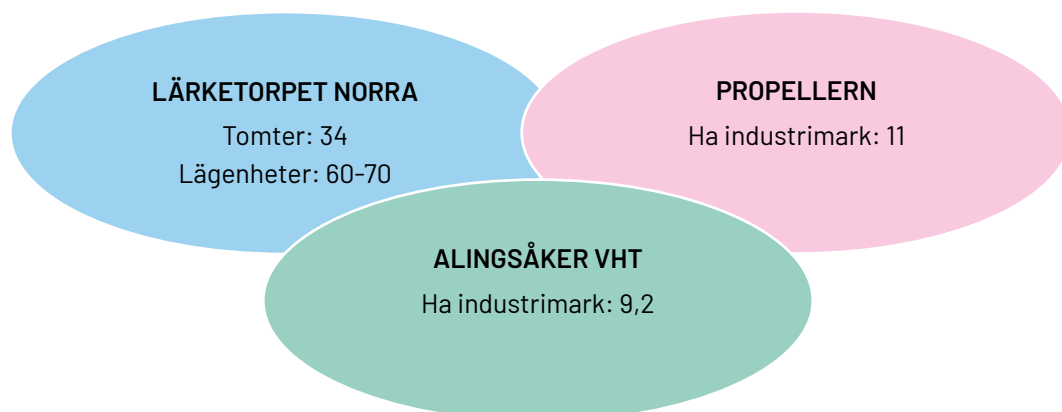 LÄRKETORPET NORRA
Tomter: 34
Lägenheter: 60-70
PROPELLERN
Ha industrimark: 11
ALINGSÅKER VHT
Ha industrimark: 9,2